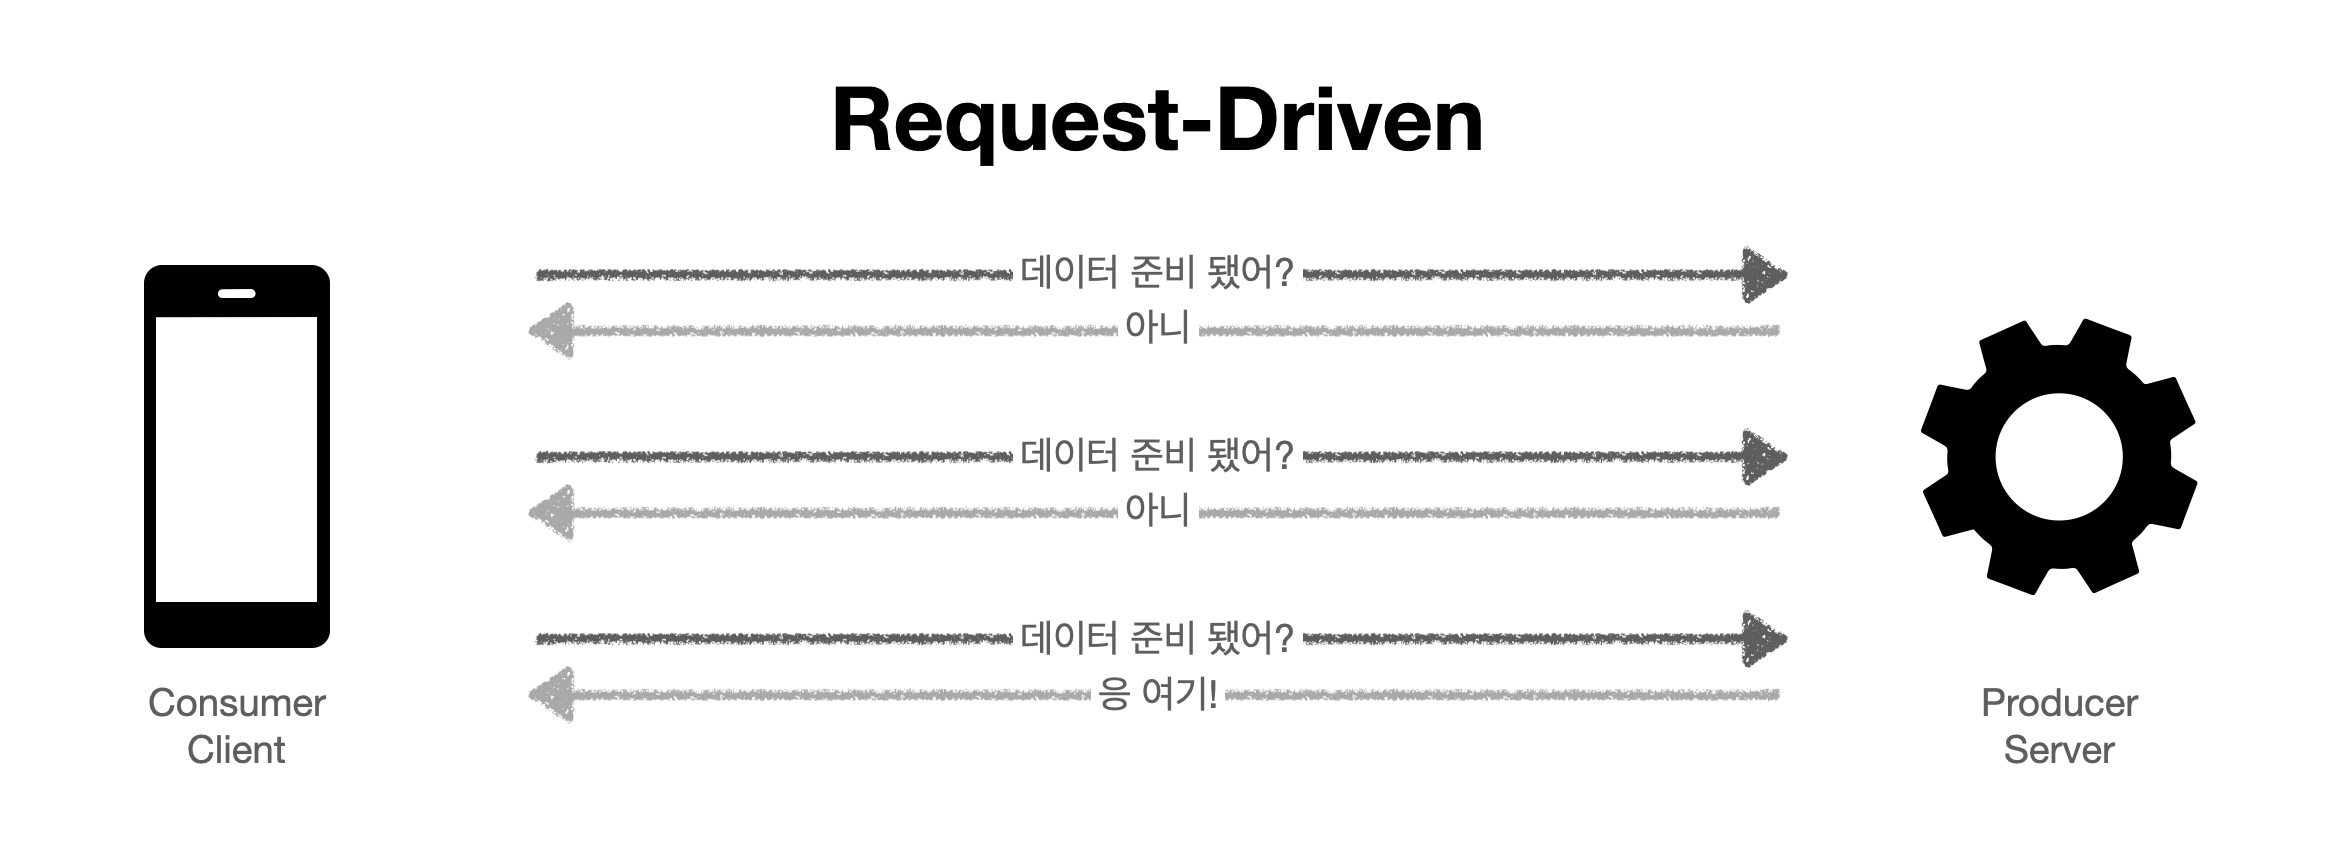 Request-Driven
데이터 준비 됐어?
아니
데이터 준비 됐어?
아니
데이터 준비 됐어?
응 여기!
Consumer
Client
Producer
Server